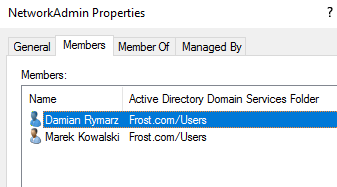 NetworkAdmin Properties ?
General Members Member Of Managed By
Members:
Name Active Directory Domain Services Folder
Damian Rymarz Frost.com/Users
Marek Kowalski Frost.com/Users